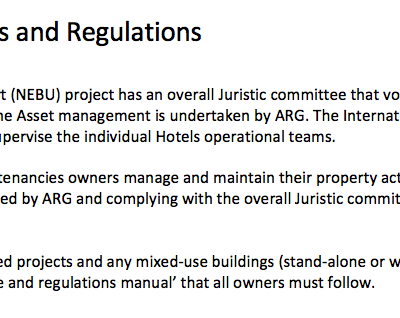 s and Regulations
t (NEBU) project has an overall Juristic committee that vo
ne Asset management is undertaken by ARG. The Internat
upervise the individual Hotels operational teams.
tenancies owners manage and maintain their property act
ed by ARG and complying with the overall Juristic commit
ed projects and any mixed-use buildings (stand-alone or w
e and regulations manual’ that all owners must follow.